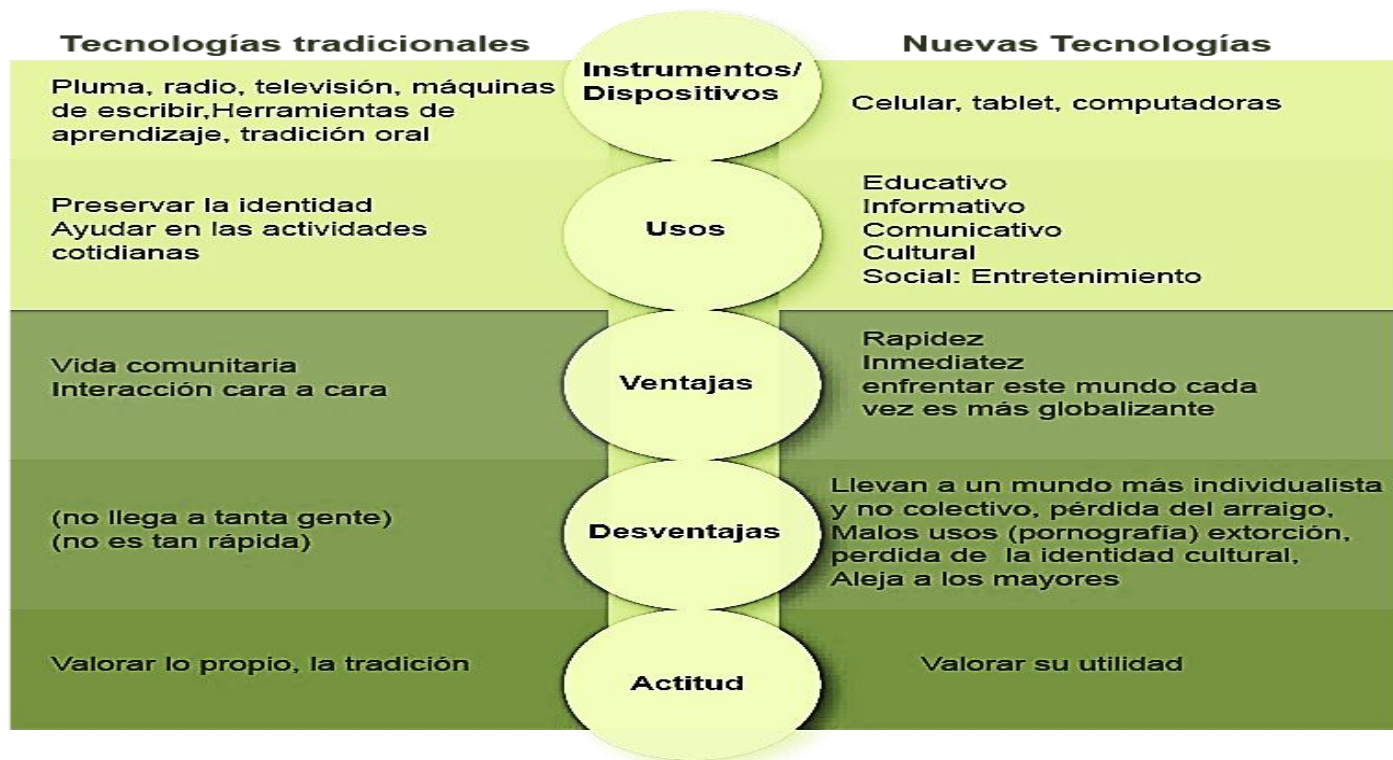 Tecnologías tradicionales
Nuevas Tecnologías
Instrumentos/
Dispositivos
Pluma, radio, televisión, máquinas
de escribir,Herramientas de
aprendizaje, tradición oral
Celular, tablet, computadoras
Usos
Preservar la identidad
Ayudar en las actividades
cotidianas
Educativo
Informativo
Comunicativo
Cultural
Social: Entretenimiento
Ventajas
Vida comunitaria
Interacción cara a cara
Rapidez
Inmediatez
enfrentar este mundo cada
vez es más globalizante
Desventajas
(no llega a tanta gente)
(no es tan rápida)
Llevan a un mundo más individualista
y no colectivo, pérdida del arraigo,
Malos usos (pornografía) extorción,
perdida de la identidad cultural,
Aleja a los mayores
Actitud
Valorar lo propio, la tradición
Valorar su utilidad